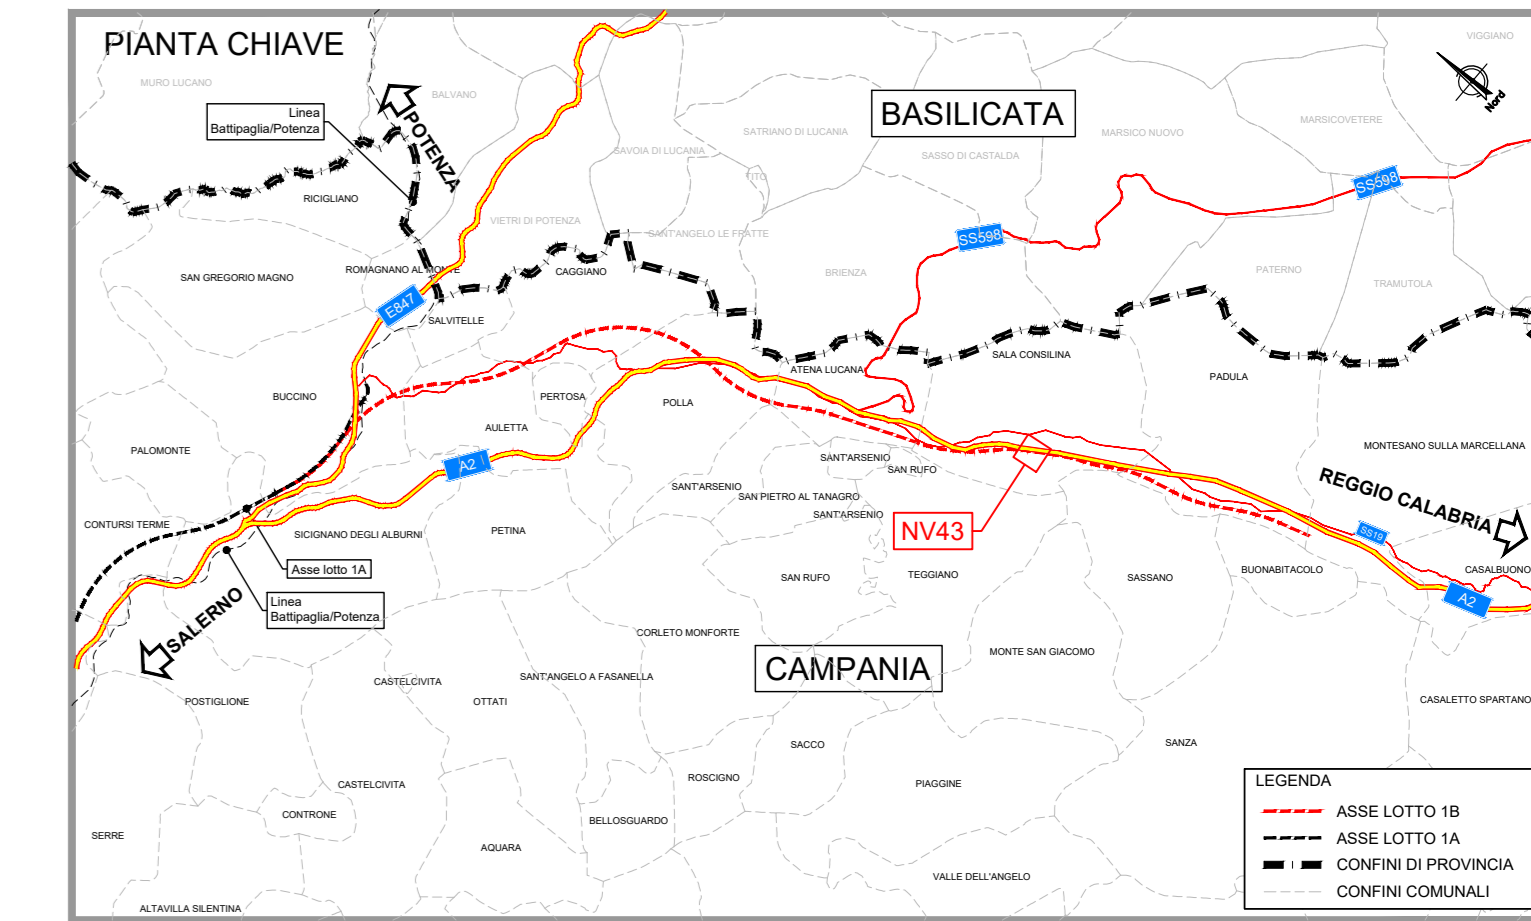 PIANTA CHIAVE
VIGGIANO
MURO LUCANO
BALVANO
Linea
Battipaglia/Potenza
POTENZA
BASILICATA
Nord
SATRIANO DI LUCANIA
MARSICO NUOVO
MARSICOVETERE
SAVOIA DI LUCANIA
SASSO DI CASTALDA
TITO
SS598
RICIGLIANO
VIETRI DI POTENZA
SANT'ANGELO LE FRATTE
SS598
SAN GREGORIO MAGNO
ROMAGNANO AL MONTE
CAGGIANO
BRIENZA
PATERNO
TRAMUTOLA
E847
SALVITELLE
SALA CONSILINA
ATENA LUCANA
PADULA
BUCCINO
PERTOSA
POLLA
AULETTA
MONTESANO SULLA MARCELLANA
PALOMONTE
A2
SANT'ARSENIO
SAN RUFO
SANT'ARSENIO
SAN PIETRO AL TANAGRO
SANT'ARSENIO
REGGIO CALABRIA
CONTURSI TERME
SICIGNANO DEGLI ALBURNI
PETINA
NV43
SS19
Asse lotto 1A
SAN RUFO
TEGGIANO
SASSANO
BUONABITACOLO
CASALBUONO
A2
Linea
Battipaglia/Potenza
SALERNO
CORLETO MONFORTE
CAMPANIA
MONTE SAN GIACOMO
CASTELCIVITA
SANT'ANGELO A FASANELLA
POSTIGLIONE
OTTATI
CASALETTO SPARTANO
SACCO
SANZA
ROSCIGNO
PIAGGINE
CASTELCIVITA
CONTRONE
BELLOSGUARDO
SERRE
AQUARA
VALLE DELL'ANGELO
ALTAVILLA SILENTINA
LEGENDA
ASSE LOTTO 1B
ASSE LOTTO 1A
CONFINI DI PROVINCIA
CONFINI COMUNALI